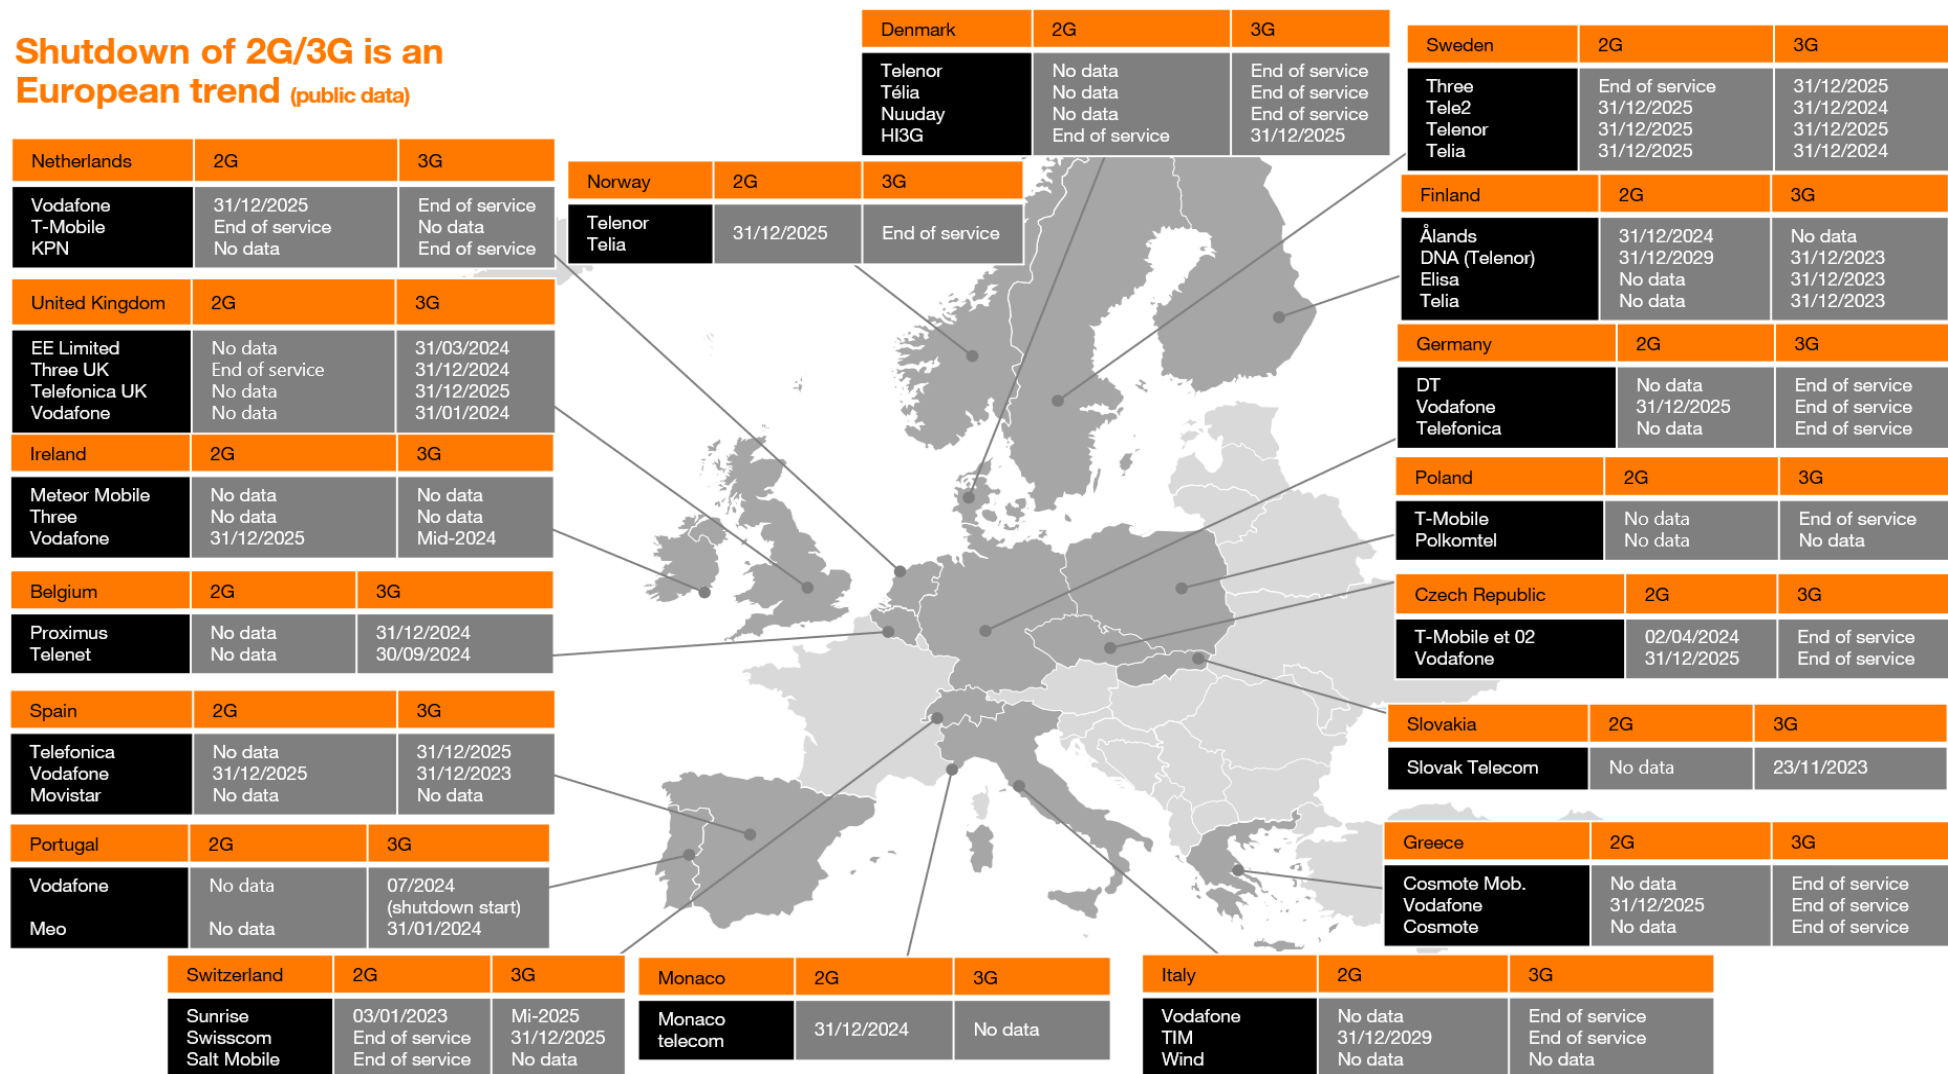 Shutdown of 2G/3G is an
European trend (public data)
Denmark 2G 3G
Telenor No data End of service
Télia No data End of service
Nuuday No data End of service
HI3G End of service 31/12/2025
Sweden 2G 3G
Three End of service 31/12/2025
Tele2 31/12/2025 31/12/2024
Telenor 31/12/2025 31/12/2025
Telia 31/12/2025 31/12/2024
Netherlands 2G 3G
Vodafone 31/12/2025 End of service
T-Mobile End of service No data
KPN No data End of service
Norway 2G 3G
Telenor
Telia
31/12/2025 End of service
Finland 2G 3G
Ålands 31/12/2024 No data
DNA (Telenor) 31/12/2029 31/12/2023
Elisa No data 31/12/2023
Telia No data 31/12/2023
United Kingdom 2G 3G
EE Limited No data 31/03/2024
Three UK End of service 31/12/2024
Telefonica UK No data 31/12/2025
Vodafone No data 31/01/2024
Germany 2G 3G
DT No data End of service
Vodafone 31/12/2025 End of service
Telefonica No data End of service
Ireland 2G 3G
Meteor Mobile No data No data
Three No data No data
Vodafone 31/12/2025 Mid-2024
Poland 2G 3G
T-Mobile No data End of service
Polkomtel No data No data
Belgium 2G 3G
Proximus No data 31/12/2024
Telenet No data 30/09/2024
Czech Republic 2G 3G
T-Mobile et 02 02/04/2024 End of service
Vodafone 31/12/2025 End of service
Spain 2G 3G
Telefonica No data 31/12/2025
Vodafone 31/12/2025 31/12/2023
Movistar No data No data
Slovakia 2G 3G
Slovak Telecom No data 23/11/2023
Portugal 2G 3G
Vodafone No data 07/2024
(shutdown start)
Meo No data 31/01/2024
Greece 2G 3G
Cosmote Mob. No data End of service
Vodafone 31/12/2025 End of service
Cosmote No data End of service
Switzerland 2G 3G
Sunrise 03/01/2023 Mi-2025
Swisscom End of service 31/12/2025
Salt Mobile End of service No data
Monaco 2G 3G
Monaco
telecom
31/12/2024 No data
Italy 2G 3G
Vodafone No data End of service
TIM 31/12/2029 End of service
Wind No data No data